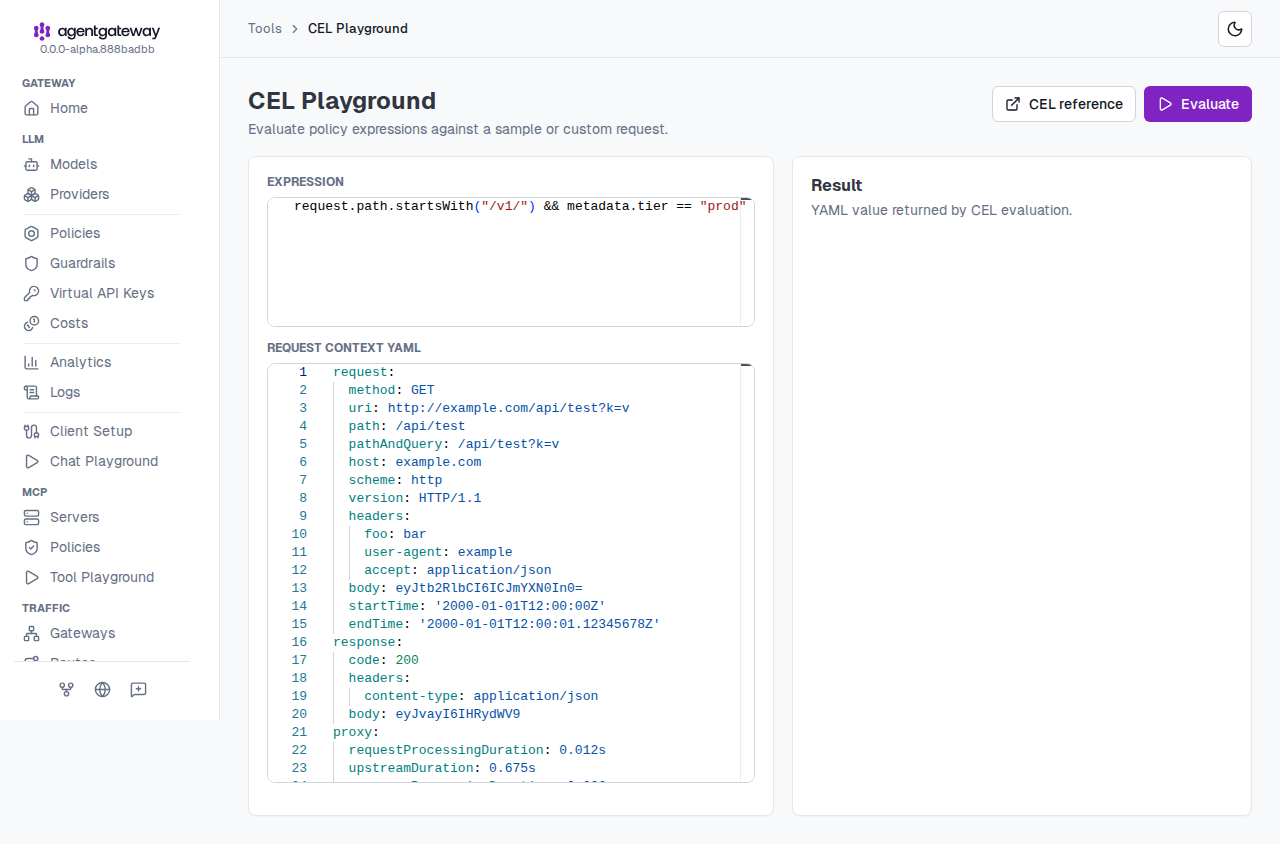 agentgateway
0.0.0-alpha.888badbb
GATEWAY
Home
LLM
Models
Providers
Policies
Guardrails
Virtual API Keys
Costs
Analytics
Logs
Client Setup
Chat Playground
MCP
Servers
Policies
Tool Playground
TRAFFIC
Gateways
Routes
Tools > CEL Playground
CEL Playground
Evaluate policy expressions against a sample or custom request.
CEL reference
Evaluate
EXPRESSION
request.path.startsWith("/v1/") && metadata.tier == "prod"
REQUEST CONTEXT YAML
1 request:
2 method: GET
3 uri: http://example.com/api/test?k=v
4 path: /api/test
5 pathAndQuery: /api/test?k=v
6 host: example.com
7 scheme: http
8 version: HTTP/1.1
9 headers:
10 foo: bar
11 user-agent: example
12 accept: application/json
13 body: eyJtb2RlbCI6ICJmYXN0In0=
14 startTime: '2000-01-01T12:00:00Z'
15 endTime: '2000-01-01T12:00:01.12345678Z'
16 response:
17 code: 200
18 headers:
19 content-type: application/json
20 body: eyJvayI6IHRydWV9
21 proxy:
22 requestProcessingDuration: 0.012s
23 upstreamDuration: 0.675s
Result
YAML value returned by CEL evaluation.